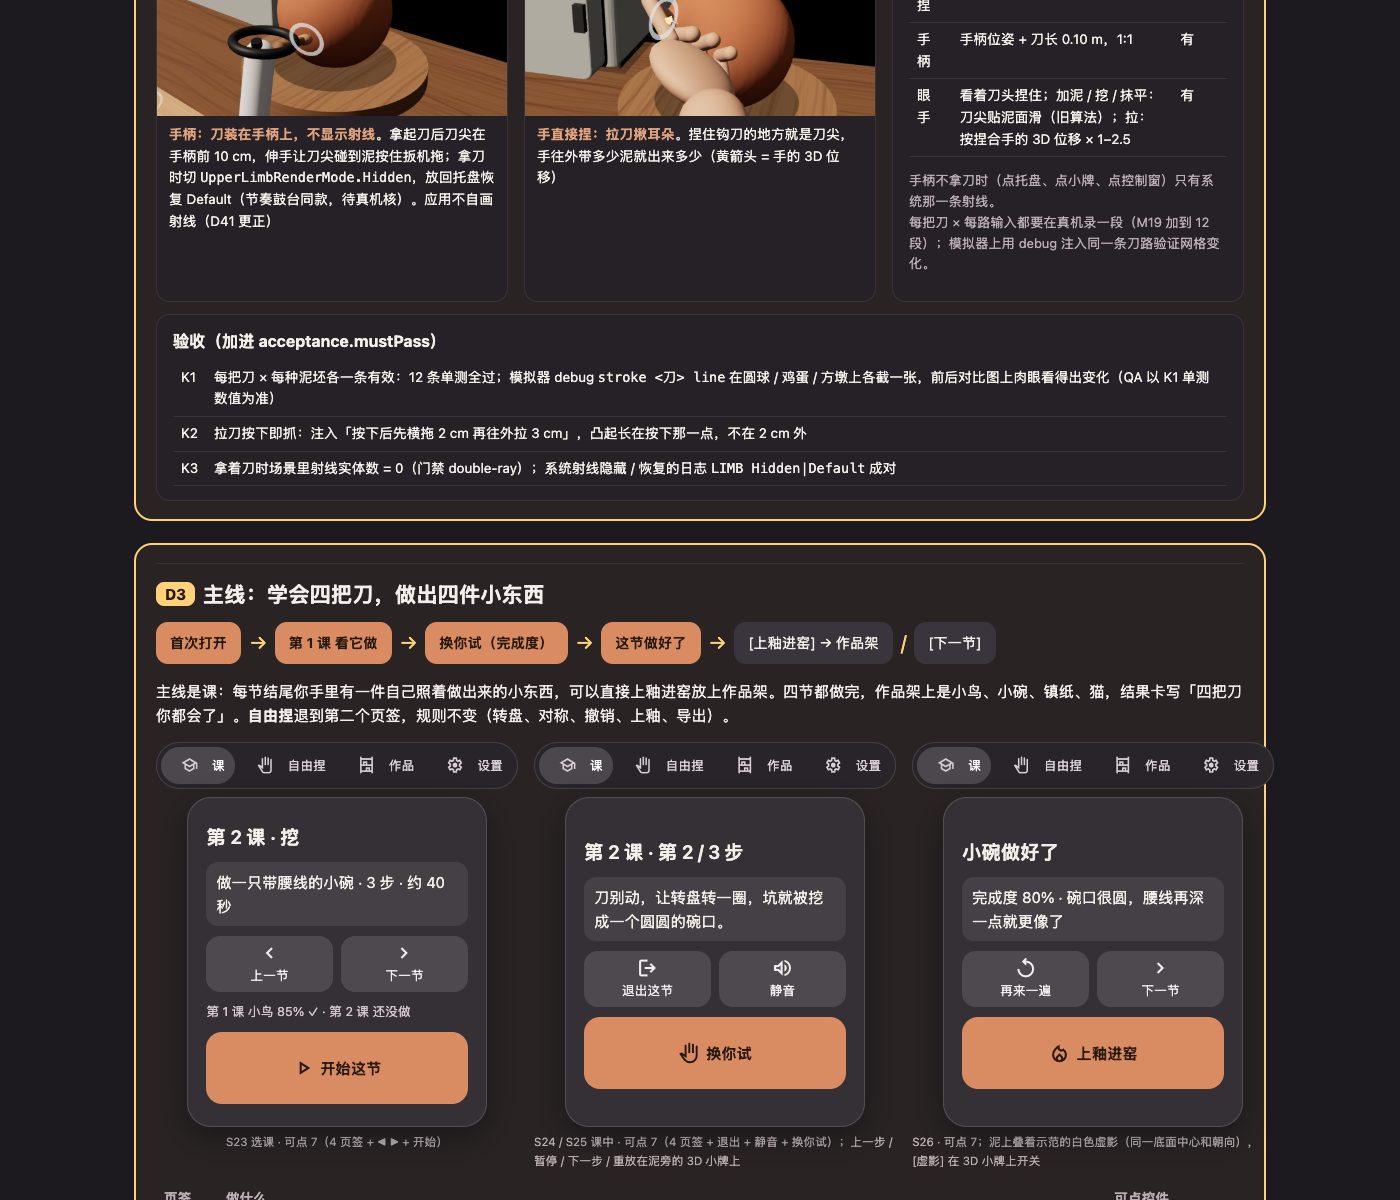 捏
手柄
手柄位姿 + 刀长 0.10 m，1:1
有
眼手
看着刀头捏住；加泥 / 挖 / 抹平：
刀尖贴泥面滑（旧算法）；拉：
按捏合手的 3D 位移 × 1–2.5
有
手柄不拿刀时（点托盘、点小牌、点控制窗）只有系
统那一条射线。
每把刀 × 每路输入都要在真机录一段（M19 加到 12
段）；模拟器上用 debug 注入同一条刀路验证网格变
化。
手柄：刀装在手柄上，不显示射线。拿起刀后刀尖在
手柄前 10 cm，伸手让刀尖碰到泥按住扳机拖；拿刀
时切 UpperLimbRenderMode.Hidden，放回托盘恢
复 Default（节奏鼓台同款，待真机核）。应用不自画
射线（D41 更正）
手直接捏：拉刀揪耳朵。捏住钩刀的地方就是刀尖，
手往外带多少泥就出来多少（黄箭头 = 手的 3D 位
移）
验收（加进 acceptance.mustPass）
K1 每把刀 × 每种泥坯各一条有效：12 条单测全过；模拟器 debug stroke <刀> line 在圆球 / 鸡蛋 / 方墩上各截一张，前后对比图上肉眼看得出变化（QA 以 K1 单测
数值为准）
K2 拉刀按下即抓：注入「按下后先横拖 2 cm 再往外拉 3 cm」，凸起长在按下那一点，不在 2 cm 外
K3 拿着刀时场景里射线实体数 = 0（门禁 double-ray）；系统射线隐藏 / 恢复的日志 LIMB Hidden|Default 成对
D3 主线：学会四把刀，做出四件小东西
首次打开 → 第 1 课 看它做 → 换你试（完成度） → 这节做好了 → [上釉进窑] → 作品架 / [下一节]
主线是课：每节结尾你手里有一件自己照着做出来的小东西，可以直接上釉进窑放上作品架。四节都做完，作品架上是小鸟、小碗、镇纸、猫，结果卡写「四把刀
你都会了」。自由捏退到第二个页签，规则不变（转盘、对称、撤销、上釉、导出）。
课 自由捏 作品 设置
第 2 课 · 挖
做一只带腰线的小碗 · 3 步 · 约 40
秒
上一节 下一节
第 1 课 小鸟 85% ✓ · 第 2 课 还没做
开始这节
S23 选课 · 可点 7（4 页签 + ◀ ▶ + 开始）
课 自由捏 作品 设置
第 2 课 · 第 2 / 3 步
刀别动，让转盘转一圈，坑就被挖
成一个圆圆的碗口。
退出这节 静音
换你试
S24 / S25 课中 · 可点 7（4 页签 + 退出 + 静音 + 换你试）；上一步 /
暂停 / 下一步 / 重放在泥旁的 3D 小牌上
课 自由捏 作品 设置
小碗做好了
完成度 80% · 碗口很圆，腰线再深
一点就更像了
再来一遍 下一节
上釉进窑
S26 · 可点 7；泥上叠着示范的白色虚影（同一底面中心和朝向），
[虚影] 在 3D 小牌上开关
页签 做什么 可点控件